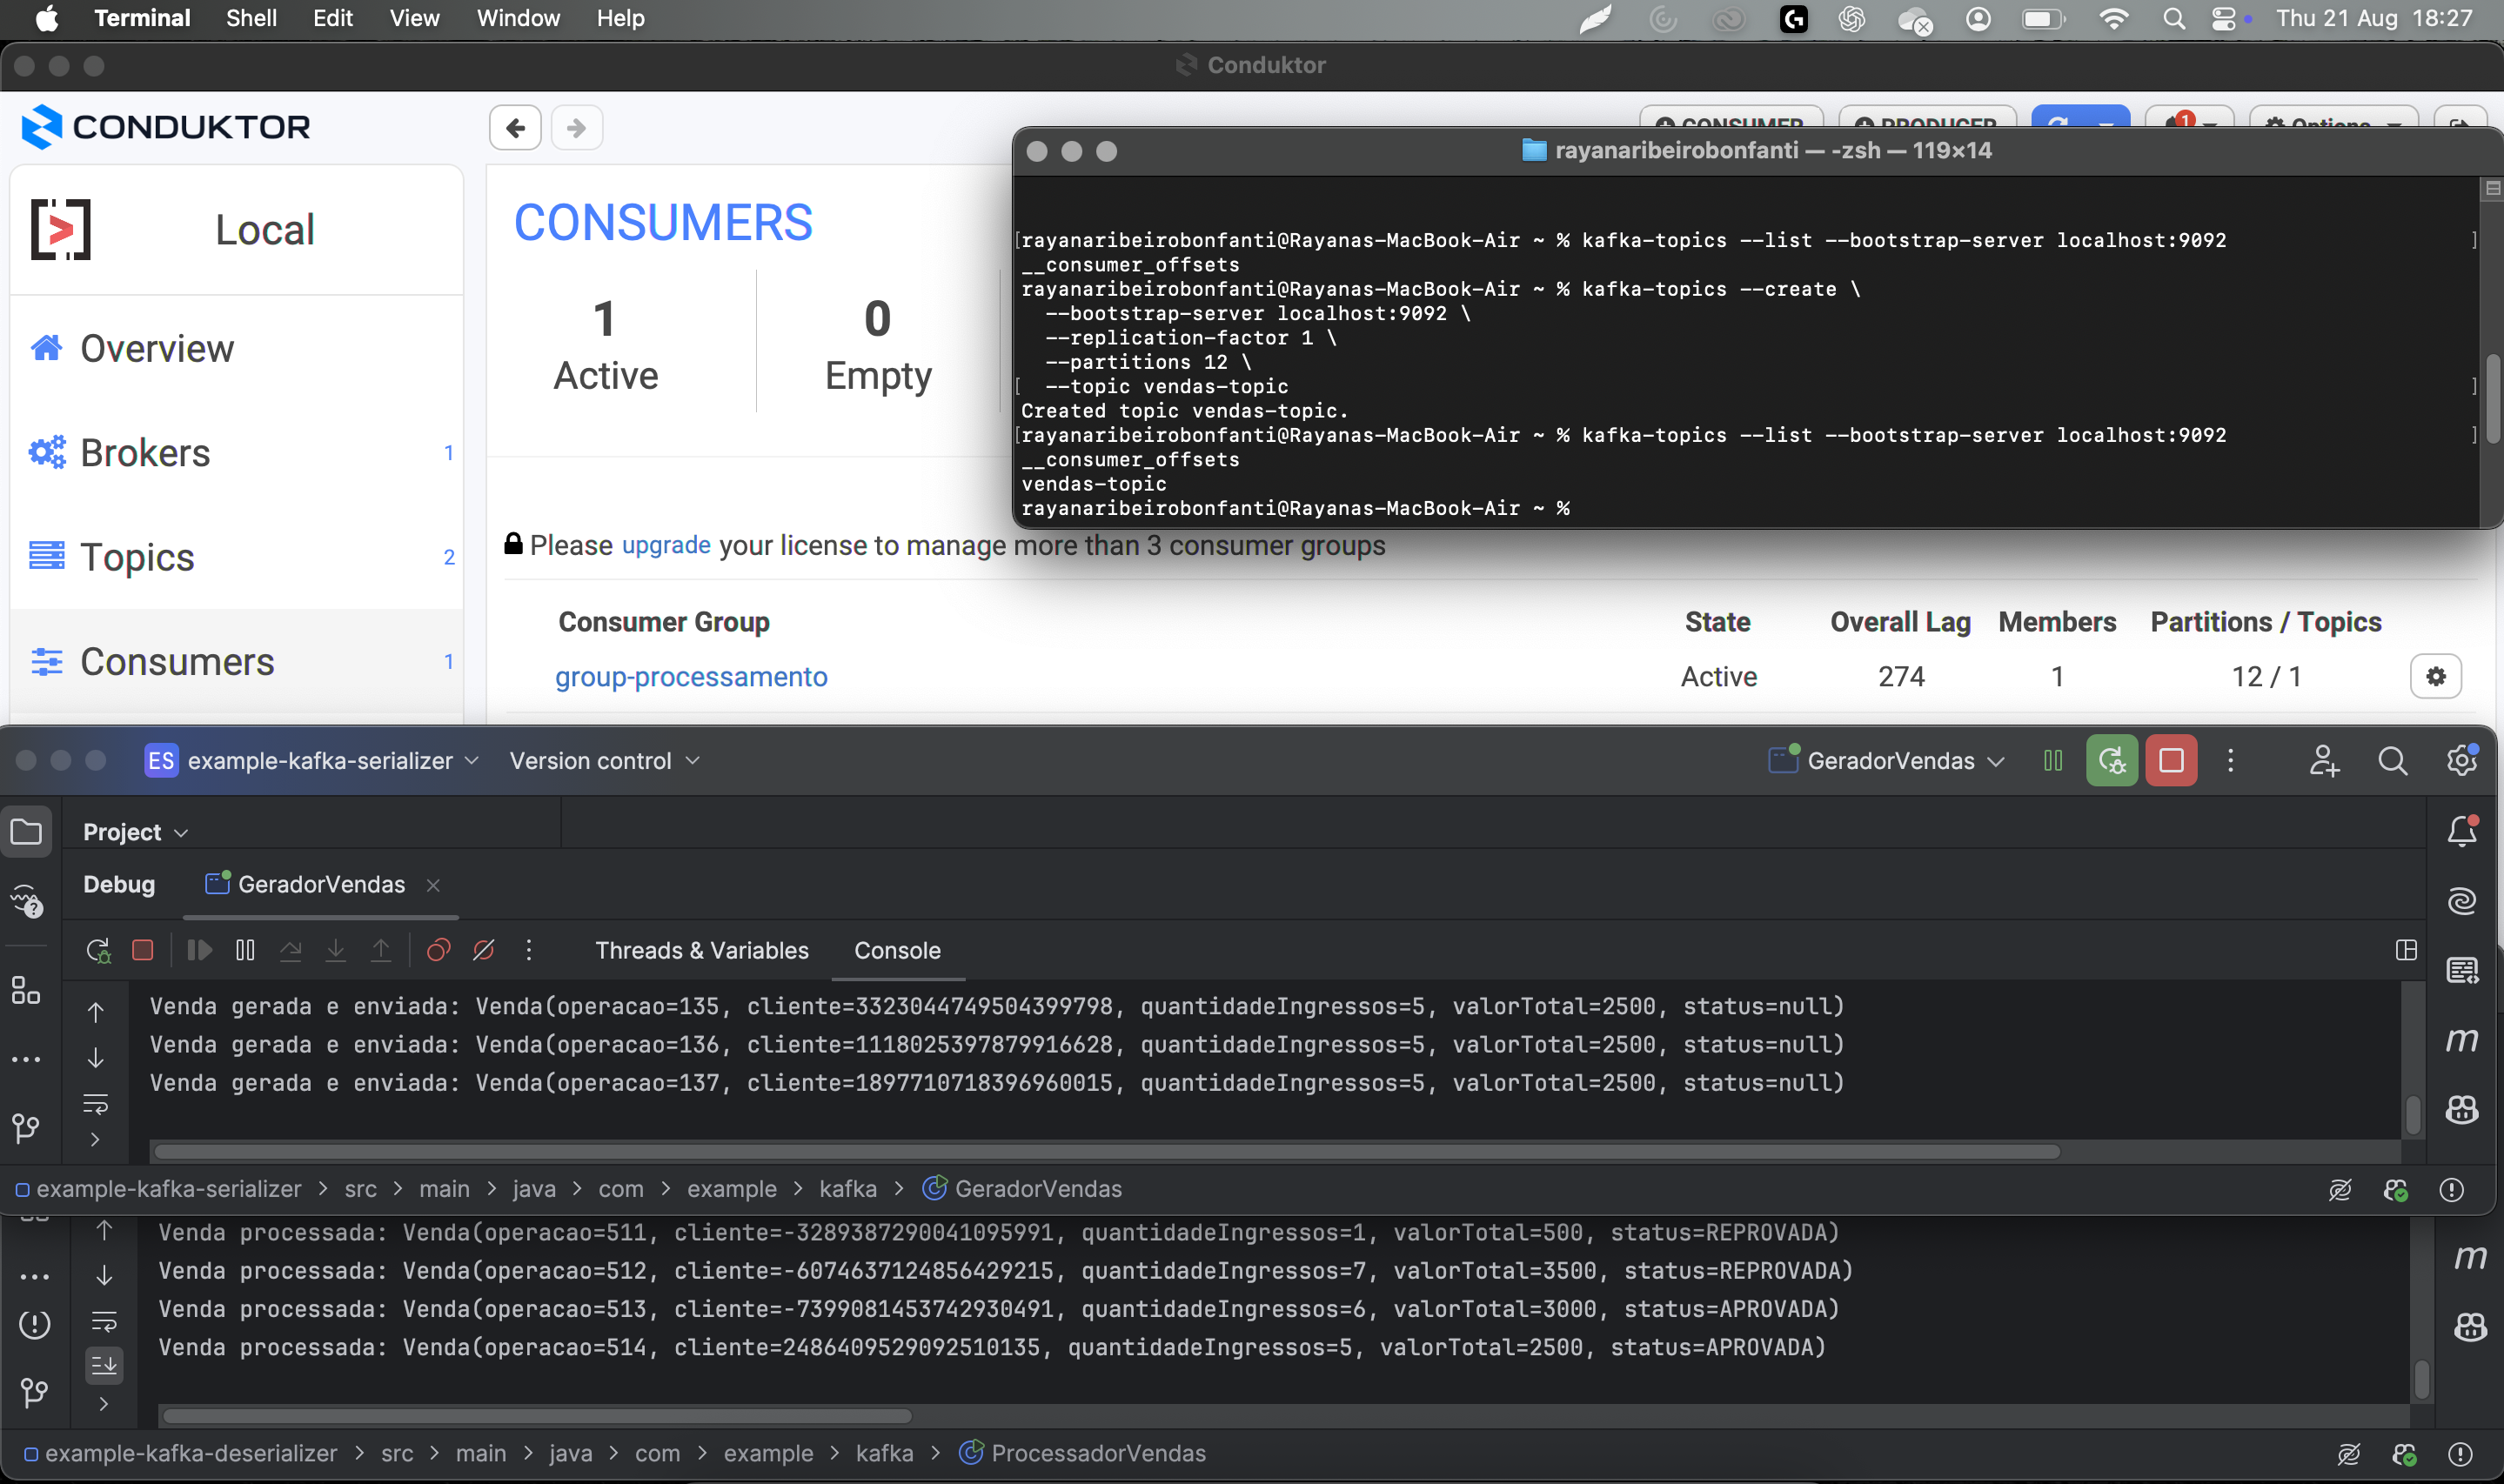 Terminal Shell Edit View Window Help Thu 21 Aug 18:27
Conduktor
CONDUKTOR
CONSUMER PRODUCER 1 Options
Local
Overview
Brokers 1
Topics 2
Consumers 1
CONSUMERS
1
Active
0
Empty
rayanaribeirobonfanti — -zsh — 119×14
[rayanaribeirobonfanti@Rayanas-MacBook-Air ~ % kafka-topics --list --bootstrap-server localhost:9092 ]
__consumer_offsets
rayanaribeirobonfanti@Rayanas-MacBook-Air ~ % kafka-topics --create \
--bootstrap-server localhost:9092 \
--replication-factor 1 \
--partitions 12 \
[ --topic vendas-topic ]
Created topic vendas-topic.
[rayanaribeirobonfanti@Rayanas-MacBook-Air ~ % kafka-topics --list --bootstrap-server localhost:9092 ]
__consumer_offsets
vendas-topic
rayanaribeirobonfanti@Rayanas-MacBook-Air ~ %
Please upgrade your license to manage more than 3 consumer groups
Consumer Group State Overall Lag Members Partitions / Topics
group-processamento Active 274 1 12 / 1
ES example-kafka-serializer Version control GeradorVendas
Project
Debug GeradorVendas
Threads & Variables Console
Venda gerada e enviada: Venda(operacao=135, cliente=3323044749504399798, quantidadeIngressos=5, valorTotal=2500, status=null)
Venda gerada e enviada: Venda(operacao=136, cliente=1118025397879916628, quantidadeIngressos=5, valorTotal=2500, status=null)
Venda gerada e enviada: Venda(operacao=137, cliente=1897710718396960015, quantidadeIngressos=5, valorTotal=2500, status=null)
example-kafka-serializer > src > main > java > com > example > kafka > GeradorVendas
Venda processada: Venda(operacao=511, cliente=-3289387290041095991, quantidadeIngressos=1, valorTotal=500, status=REPROVADA)
Venda processada: Venda(operacao=512, cliente=-6074637124856429215, quantidadeIngressos=7, valorTotal=3500, status=REPROVADA)
Venda processada: Venda(operacao=513, cliente=-7399081453742930491, quantidadeIngressos=6, valorTotal=3000, status=APROVADA)
Venda processada: Venda(operacao=514, cliente=2486409529092510135, quantidadeIngressos=5, valorTotal=2500, status=APROVADA)
example-kafka-deserializer > src > main > java > com > example > kafka > ProcessadorVendas